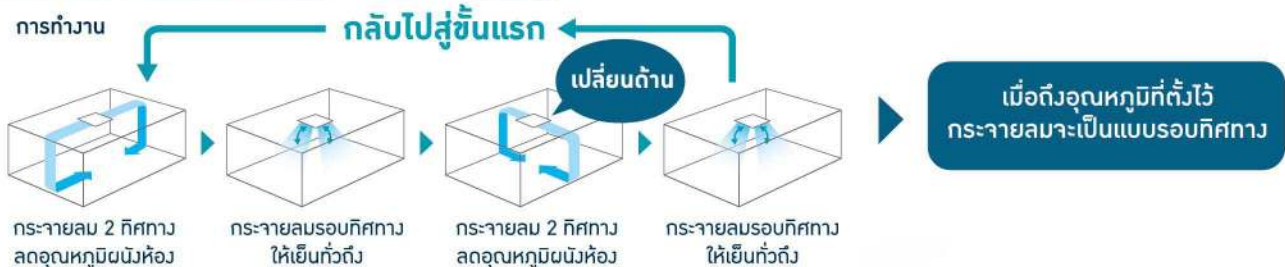 การทำงาน
กลับไปสู่ขั้นแรก
เปลี่ยนด้าน
กระจายลม 2 ทิศทาง
ลดอุณหภูมิผนังห้อง
กระจายลมรอบทิศทาง
ให้เย็นทั่วถึง
กระจายลม 2 ทิศทาง
ลดอุณหภูมิผนังห้อง
กระจายลมรอบทิศทาง
ให้เย็นทั่วถึง
เมื่อถึงอุณหภูมิที่ตั้งไว้
กระจายลมจะเป็นแบบรอบทิศทาง